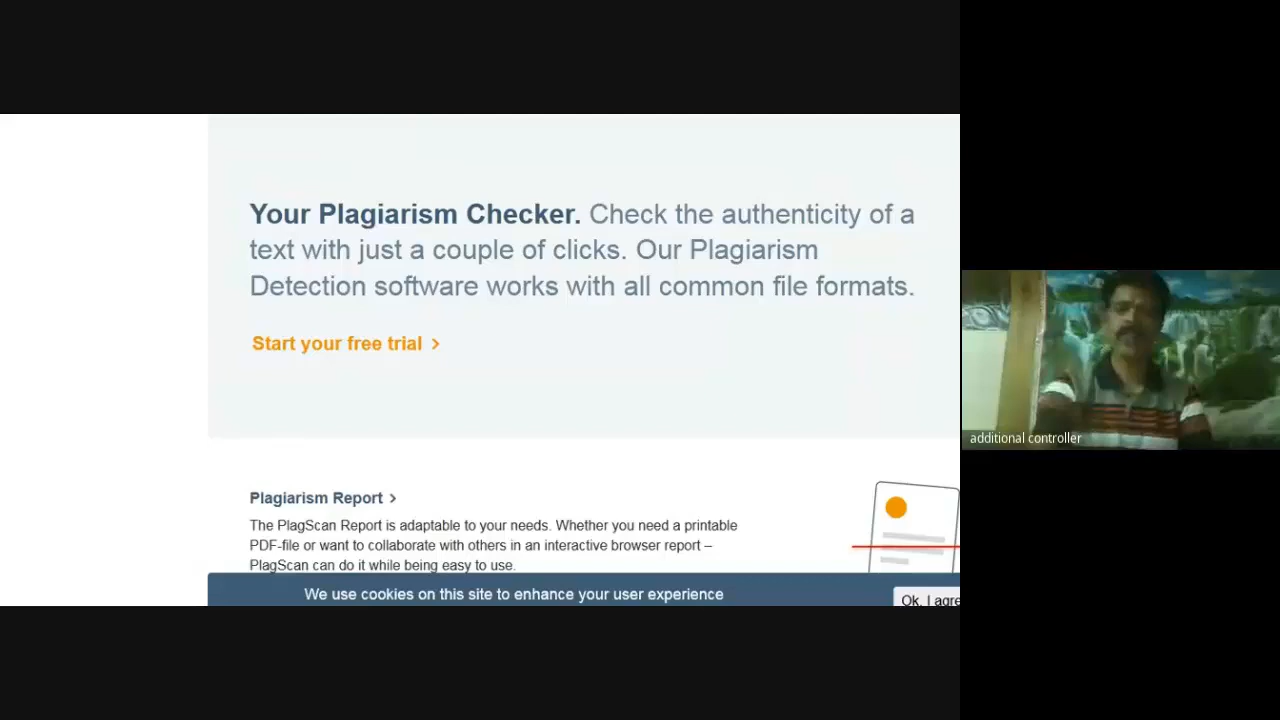 Your Plagiarism Checker. Check the authenticity of a
text with just a couple of clicks. Our Plagiarism
Detection software works with all common file formats.
Start your free trial >
Plagiarism Report >
The PlagScan Report is adaptable to your needs. Whether you need a printable
PDF-file or want to collaborate with others in an interactive browser report –
PlagScan can do it while being easy to use.
We use cookies on this site to enhance your user experience
Ok, I agre
additional controller